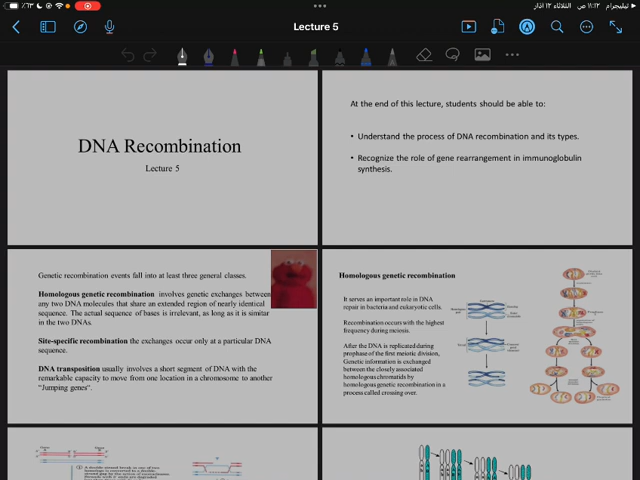 ٪٦٣ ١١:١٢ ص الثلاثاء ١٢ آذار تيليجرام
Lecture 5
DNA Recombination
Lecture 5
At the end of this lecture, students should be able to:
• Understand the process of DNA recombination and its types.
• Recognize the role of gene rearrangement in immunoglobulin
synthesis.
Genetic recombination events fall into at least three general classes.
Homologous genetic recombination involves genetic exchanges between
any two DNA molecules that share an extended region of nearly identical
sequence. The actual sequence of bases is irrelevant, as long as it is similar
in the two DNAs.
Site-specific recombination the exchanges occur only at a particular DNA
sequence.
DNA transposition usually involves a short segment of DNA with the
remarkable capacity to move from one location in a chromosome to another
"Jumping genes".
Homologous genetic recombination
It serves an important role in DNA
repair in bacteria and eukaryotic cells.
Recombination occurs with the highest
frequency during meiosis.
After the DNA is replicated during
prophase of the first meiotic division,
Genetic information is exchanged
between the closely associated
homologous chromatids by
homologous genetic recombination in a
process called crossing over.